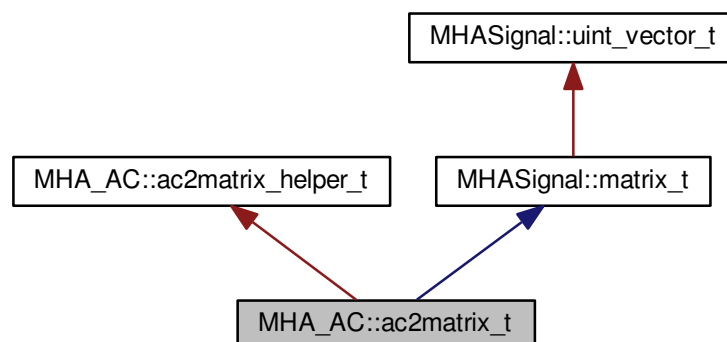 MHASignal::uint_vector_t
MHA_AC::ac2matrix_helper_t
MHASignal::matrix_t
MHA_AC::ac2matrix_t